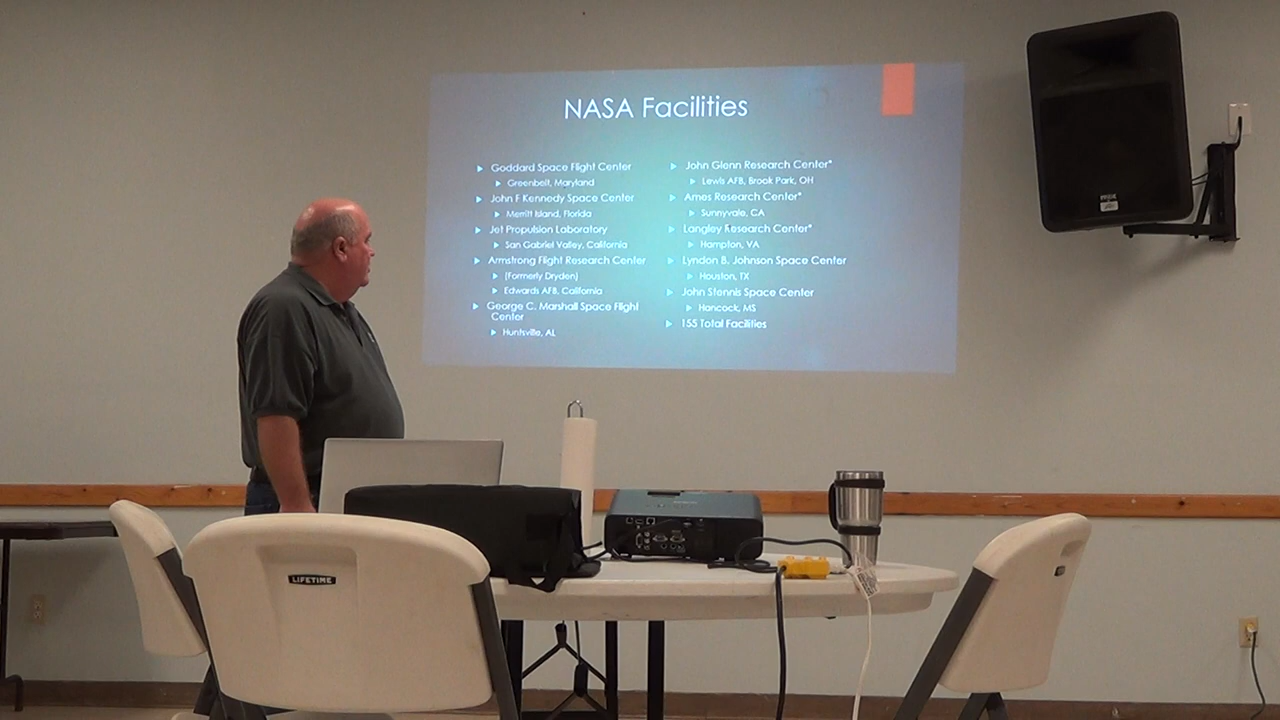 NASA Facilities
Goddard Space Flight Center
Greenbelt, Maryland
John F Kennedy Space Center
Merritt Island, Florida
Jet Propulsion Laboratory
San Gabriel Valley, California
Armstrong Flight Research Center
(Formerly Dryden)
Edwards AFB, California
George C. Marshall Space Flight
Center
Huntsville, AL
John Glenn Research Center*
Lewis AFB, Brook Park, OH
Ames Research Center*
Sunnyvale, CA
Langley Research Center*
Hampton, VA
Lyndon B. Johnson Space Center
Houston, TX
John Stennis Space Center
Hancock, MS
155 Total Facilities
LIFETIME